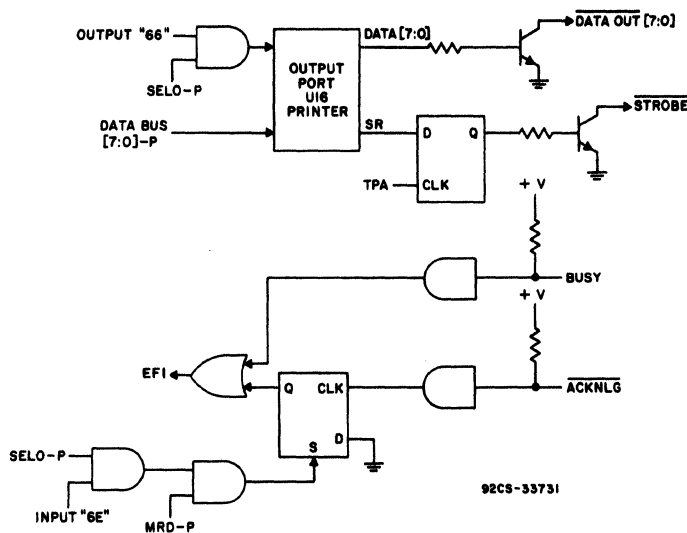 OUTPUT "66"
SELO-P
DATA BUS
[7:0]-P
OUTPUT
PORT
U16
PRINTER
DATA [7:0]
DATA OUT [7:0]
SR
D
Q
CLK
TPA
STROBE
+ V
BUSY
+ V
ACKNLG
EFI
Q
CLK
D
S
SELO-P
INPUT "6E"
MRD-P
92CS-33731